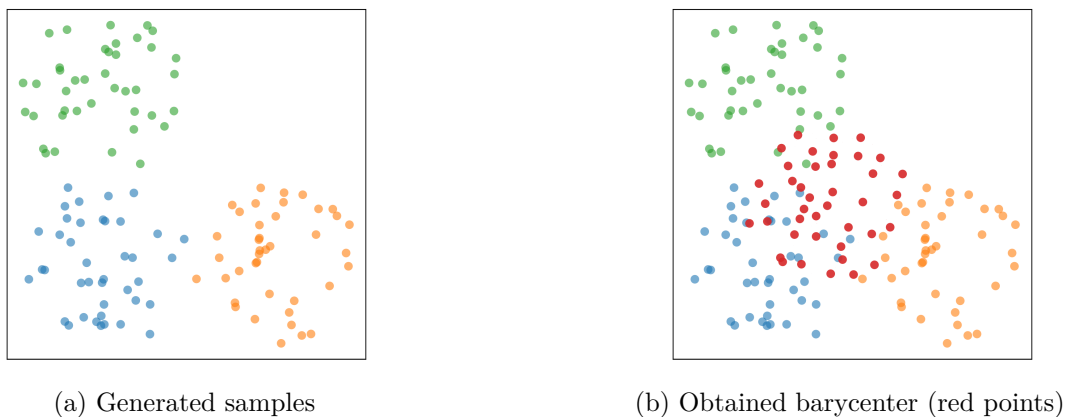 (a) Generated samples
(b) Obtained barycenter (red points)